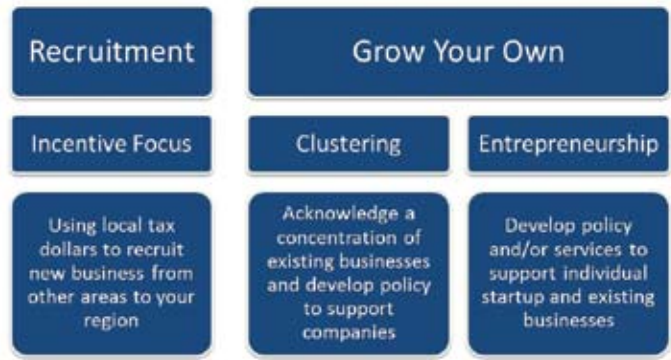 Recruitment
Grow Your Own
Incentive Focus
Clustering
Entrepreneurship
Using local tax
dollars to recruit
new business from
other areas to your
region
Acknowledge a
concentration of
existing businesses
and develop policy
to support
companies
Develop policy
and/or services to
support individual
startup and existing
businesses